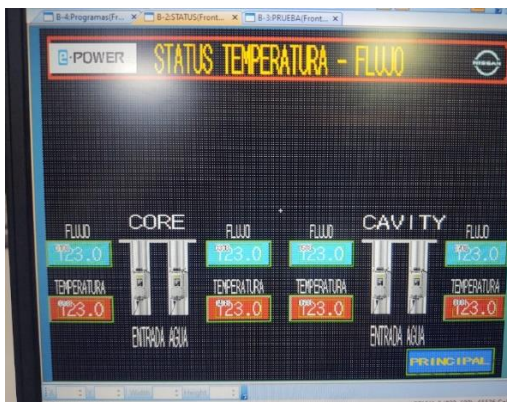 B-4:Programas(Fr...
B-2:STATUS(Front...
B-3:PRUEBA(Front...
e-POWER
STATUS TEMPERATURA - FLUJO
NISSAN
CORE
CAVITY
FLUJO
FLUJO
FLUJO
FLUJO
123.0
123.0
123.0
123.0
TEMPERATURA
TEMPERATURA
TEMPERATURA
TEMPERATURA
123.0
123.0
123.0
123.0
ENTRADA AGUA
ENTRADA AGUA
PRINCIPAL